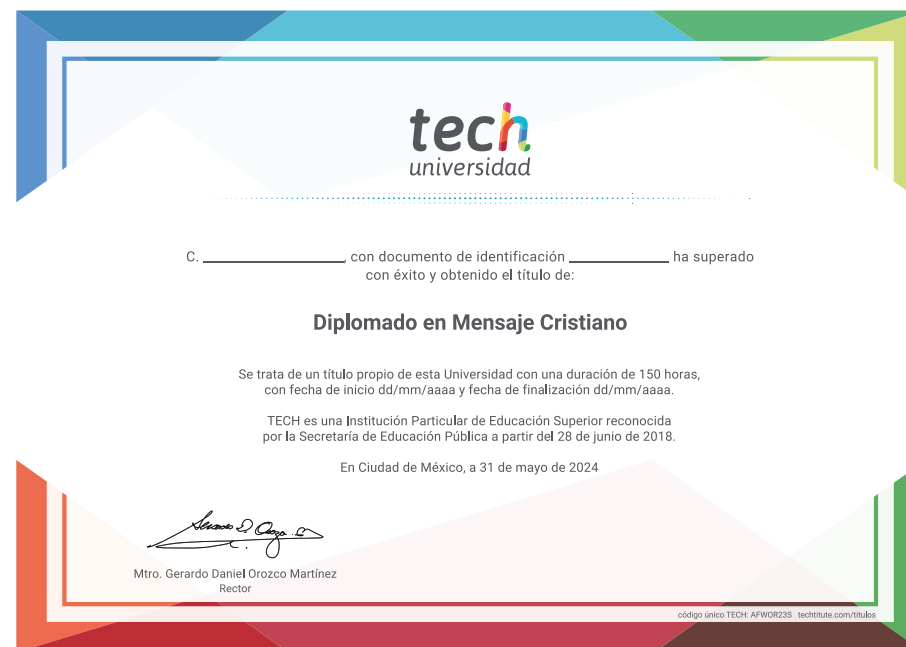 tech
universidad
C. ____________________, con documento de identificación ______________ ha superado
con éxito y obtenido el título de:
Diplomado en Mensaje Cristiano
Se trata de un título propio de esta Universidad con una duración de 150 horas,
con fecha de inicio dd/mm/aaaa y fecha de finalización dd/mm/aaaa.
TECH es una Institución Particular de Educación Superior reconocida
por la Secretaría de Educación Pública a partir del 28 de junio de 2018.
En Ciudad de México, a 31 de mayo de 2024
Mtro. Gerardo Daniel Orozco Martínez
Rector
código único TECH: AFWOR23S techtitute.com/titulos